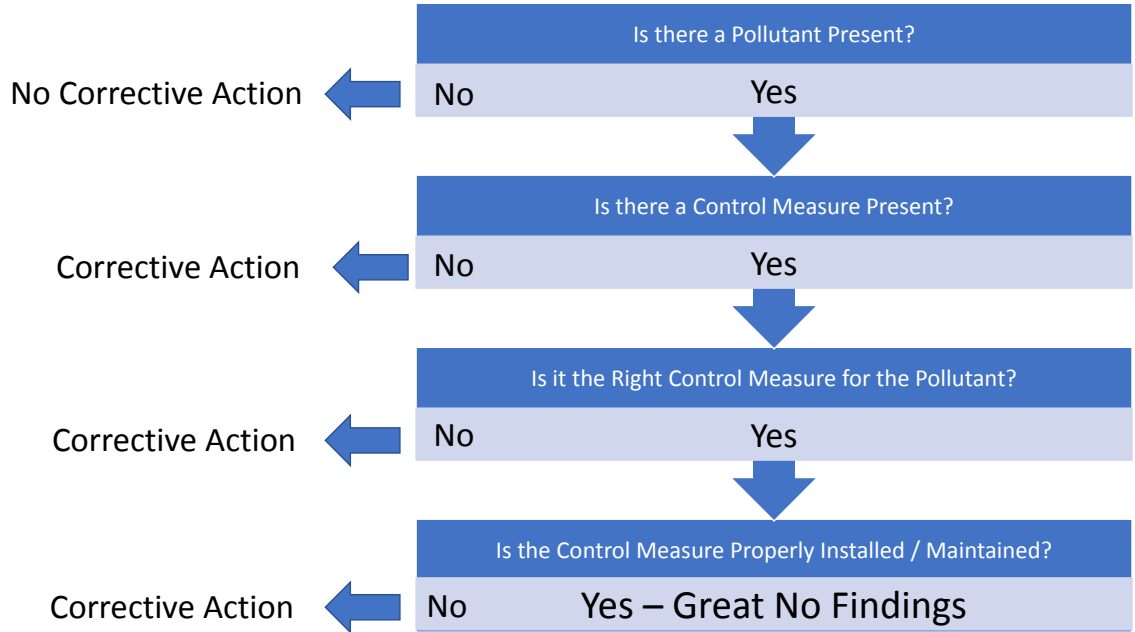 Is there a Pollutant Present?
No Corrective Action
No
Yes
Is there a Control Measure Present?
Corrective Action
No
Yes
Is it the Right Control Measure for the Pollutant?
Corrective Action
No
Yes
Is the Control Measure Properly Installed / Maintained?
Corrective Action
No
Yes – Great No Findings